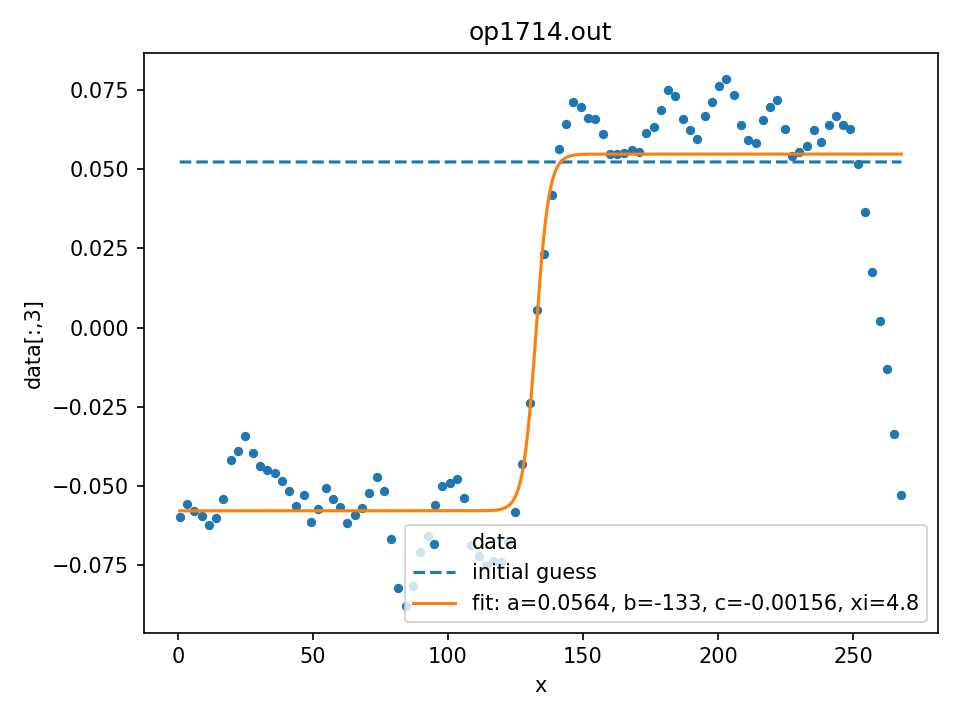 op1714.out
0.075
0.050
0.025
0.000
−0.025
−0.050
−0.075
data[:,3]
data
initial guess
fit: a=0.0564, b=-133, c=-0.00156, xi=4.8
0 50 100 150 200 250
x